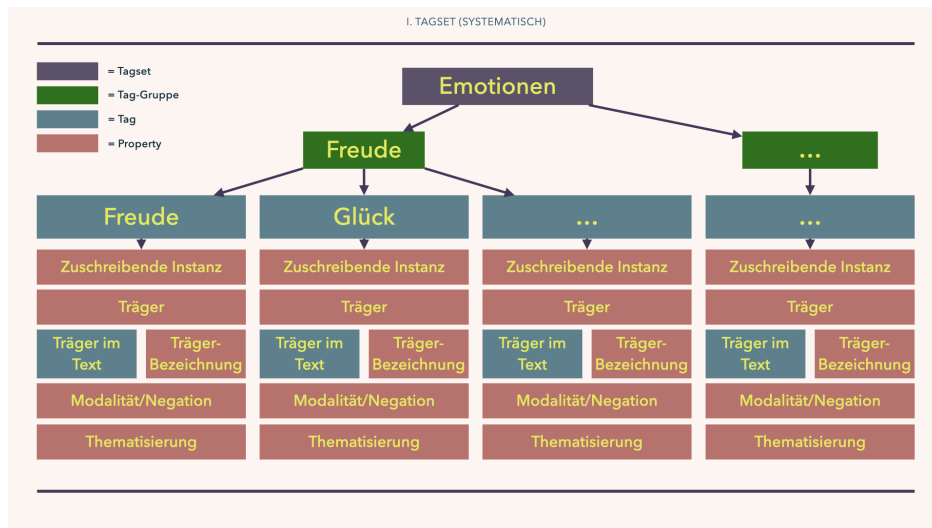 I. TAGSET (SYSTEMATISCH)
= Tagset
= Tag-Gruppe
= Tag
= Property
Emotionen
Freude
...
Freude
Glück
...
...
Zuschreibende Instanz
Zuschreibende Instanz
Zuschreibende Instanz
Zuschreibende Instanz
Träger
Träger
Träger
Träger
Träger im
Text
Träger-
Bezeichnung
Träger im
Text
Träger-
Bezeichnung
Träger im
Text
Träger-
Bezeichnung
Träger im
Text
Träger-
Bezeichnung
Modalität/Negation
Modalität/Negation
Modalität/Negation
Modalität/Negation
Thematisierung
Thematisierung
Thematisierung
Thematisierung